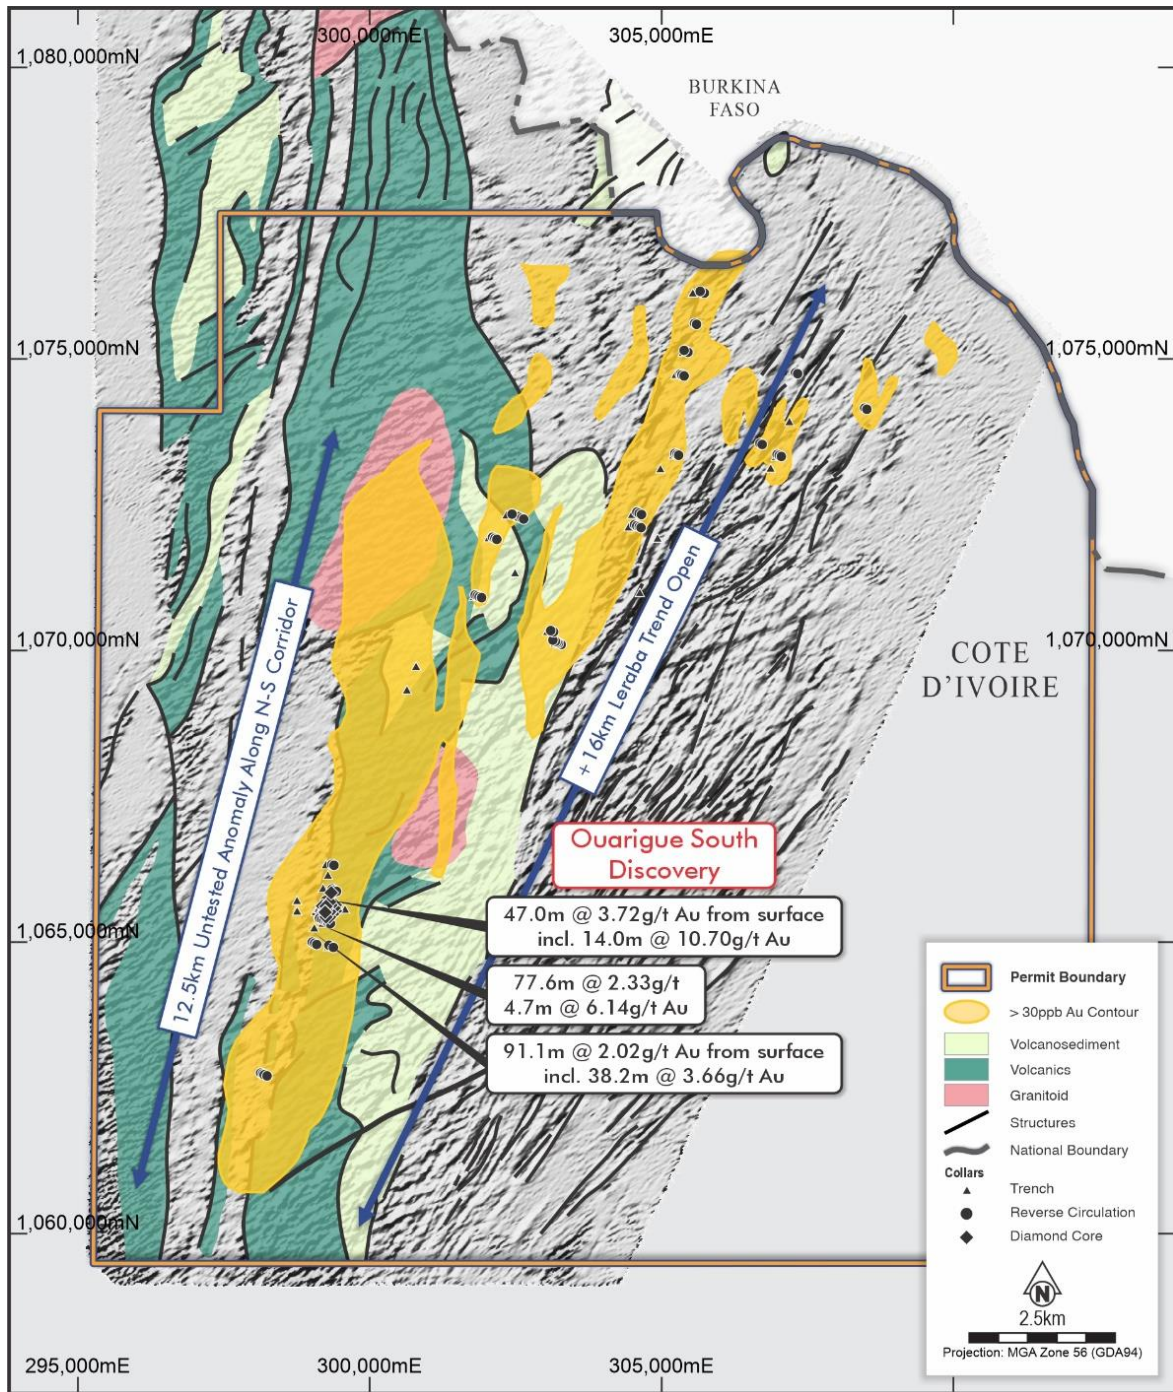 300,000mE
305,000mE
1,080,000mN
BURKINA
FASO
1,075,000mN
1,075,000mN
1,070,000mN
1,070,000mN
COTE
D'IVOIRE
12.5km Untested Anomaly Along N-S Corridor
+16km Leraba Trend Open
Ouarigue South
Discovery
47.0m @ 3.72g/t Au from surface
incl. 14.0m @ 10.70g/t Au
77.6m @ 2.33g/t
4.7m @ 6.14g/t Au
91.1m @ 2.02g/t Au from surface
incl. 38.2m @ 3.66g/t Au
1,065,000mN
1,060,000mN
Permit Boundary
> 30ppb Au Contour
Volcanosediment
Volcanics
Granitoid
Structures
National Boundary
Collars
Trench
Reverse Circulation
Diamond Core
N
2.5km
Projection: MGA Zone 56 (GDA94)
295,000mE
300,000mE
305,000mE